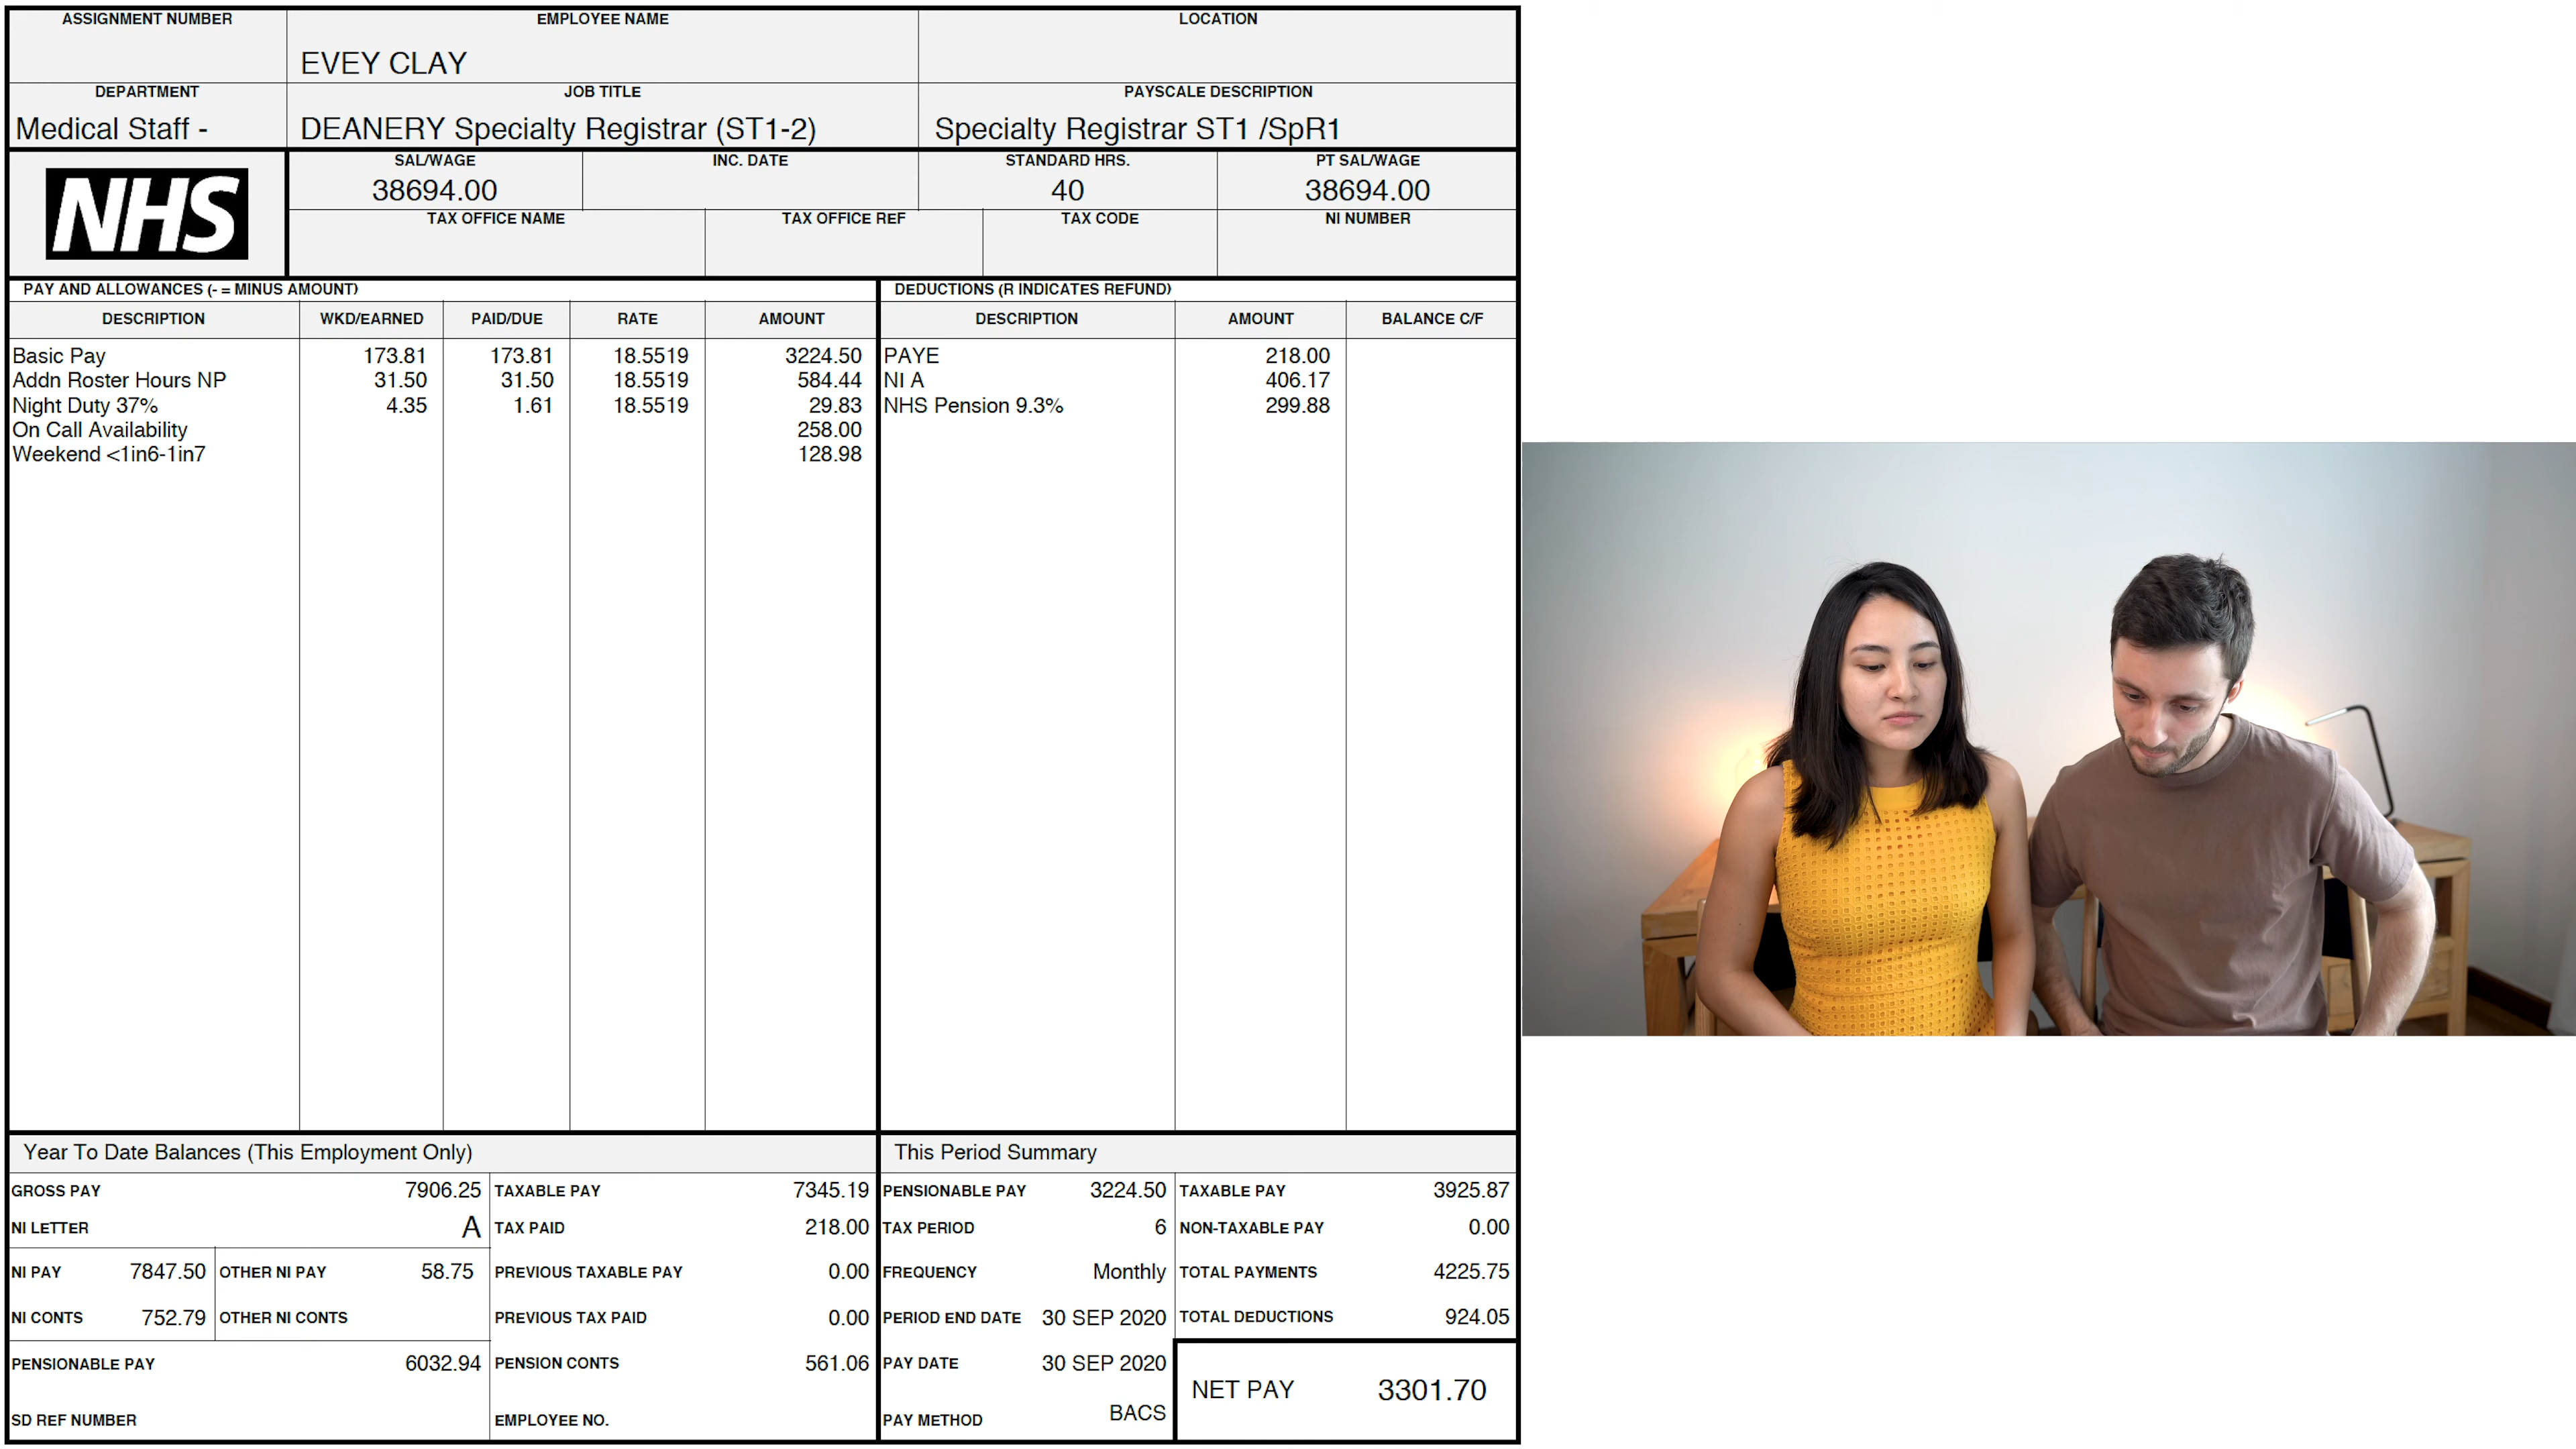 ASSIGNMENT NUMBER EMPLOYEE NAME LOCATION
EVEY CLAY
DEPARTMENT JOB TITLE PAYSCALE DESCRIPTION
Medical Staff - DEANERY Specialty Registrar (ST1-2) Specialty Registrar ST1 /SpR1
NHS
SAL/WAGE INC. DATE STANDARD HRS. PT SAL/WAGE
38694.00 40 38694.00
TAX OFFICE NAME TAX OFFICE REF TAX CODE NI NUMBER
PAY AND ALLOWANCES (- = MINUS AMOUNT) DEDUCTIONS (R INDICATES REFUND)
DESCRIPTION WKD/EARNED PAID/DUE RATE AMOUNT DESCRIPTION AMOUNT BALANCE C/F
Basic Pay 173.81 173.81 18.5519 3224.50 PAYE 218.00
Addn Roster Hours NP 31.50 31.50 18.5519 584.44 NI A 406.17
Night Duty 37% 4.35 1.61 18.5519 29.83 NHS Pension 9.3% 299.88
On Call Availability 258.00
Weekend <1in6-1in7 128.98
Year To Date Balances (This Employment Only) This Period Summary
GROSS PAY 7906.25 TAXABLE PAY 7345.19 PENSIONABLE PAY 3224.50 TAXABLE PAY 3925.87
NI LETTER A TAX PAID 218.00 TAX PERIOD 6 NON-TAXABLE PAY 0.00
NI PAY 7847.50 OTHER NI PAY 58.75 PREVIOUS TAXABLE PAY 0.00 FREQUENCY Monthly TOTAL PAYMENTS 4225.75
NI CONTS 752.79 OTHER NI CONTS PREVIOUS TAX PAID 0.00 PERIOD END DATE 30 SEP 2020 TOTAL DEDUCTIONS 924.05
PENSIONABLE PAY 6032.94 PENSION CONTS 561.06 PAY DATE 30 SEP 2020
NET PAY 3301.70
SD REF NUMBER EMPLOYEE NO. PAY METHOD BACS